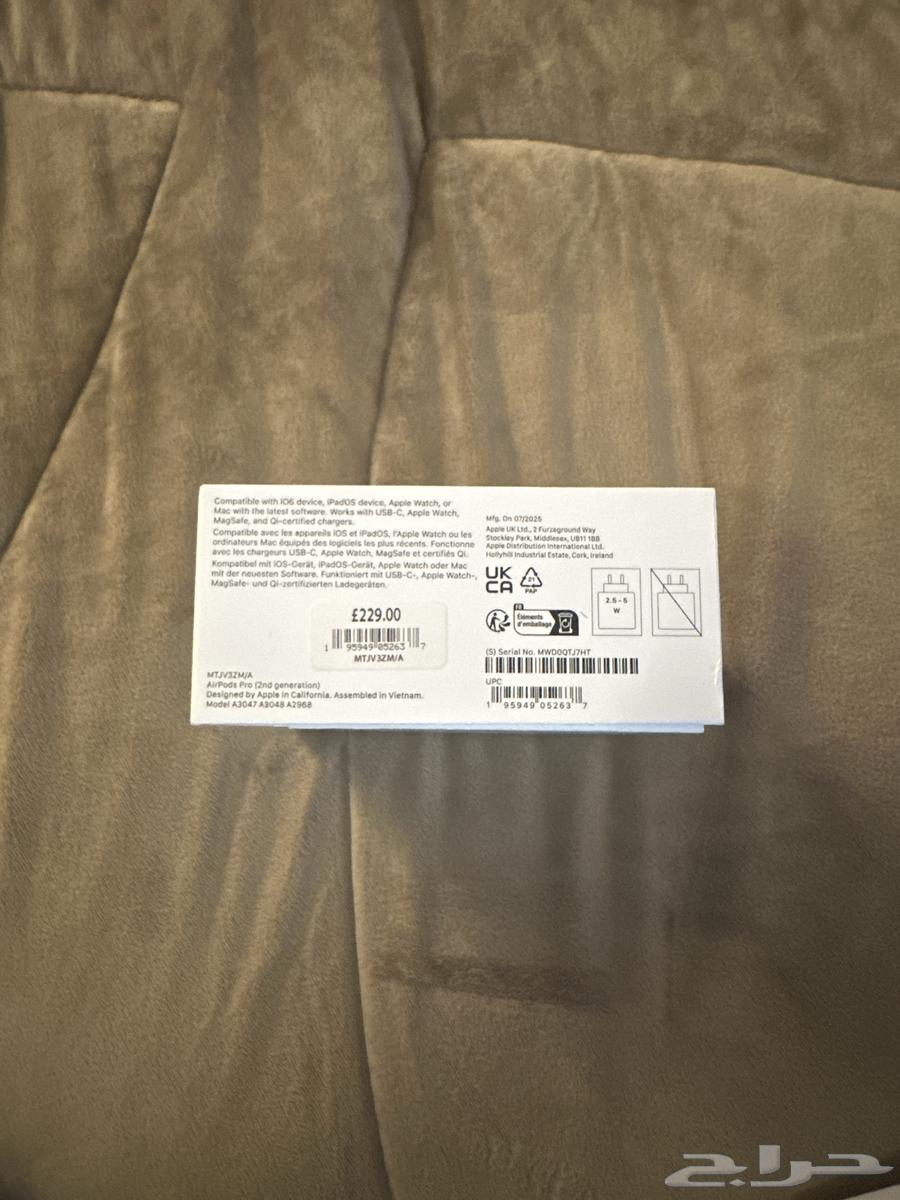 Compatible with iOS device, iPadOS device, Apple Watch, or
Mac with the latest software. Works with USB-C, Apple Watch,
MagSafe, and Qi-certified chargers.
Compatible avec les appareils iOS et iPadOS, l'Apple Watch ou les
ordinateurs Mac équipés des logiciels les plus récents. Fonctionne
avec les chargeurs USB-C, Apple Watch, MagSafe et certifiés Qi.
Kompatibel mit iOS-Gerät, iPadOS-Gerät, Apple Watch oder Mac
mit der neuesten Software. Funktioniert mit USB-C-, Apple Watch-,
MagSafe- und Qi-zertifizierten Ladegeräten.
£229.00
1 95949 05263 7
MTJV3ZM/A
MTJV3ZM/A
AirPods Pro (2nd generation)
Designed by Apple in California. Assembled in Vietnam.
Model A3047 A3048 A2968
Mfg. On 07/2025
Apple UK Ltd., 2 Furzeground Way
Stockley Park, Middlesex, UB11 1BB
Apple Distribution International Ltd.
Hollyhill Industrial Estate, Cork, Ireland
UK
CA
21
PAP
FR
Éléments
d'emballage
2.5 - 5
W
(S) Serial No. MWD0QTJ7HT
UPC
1 95949 05263 7
حراج